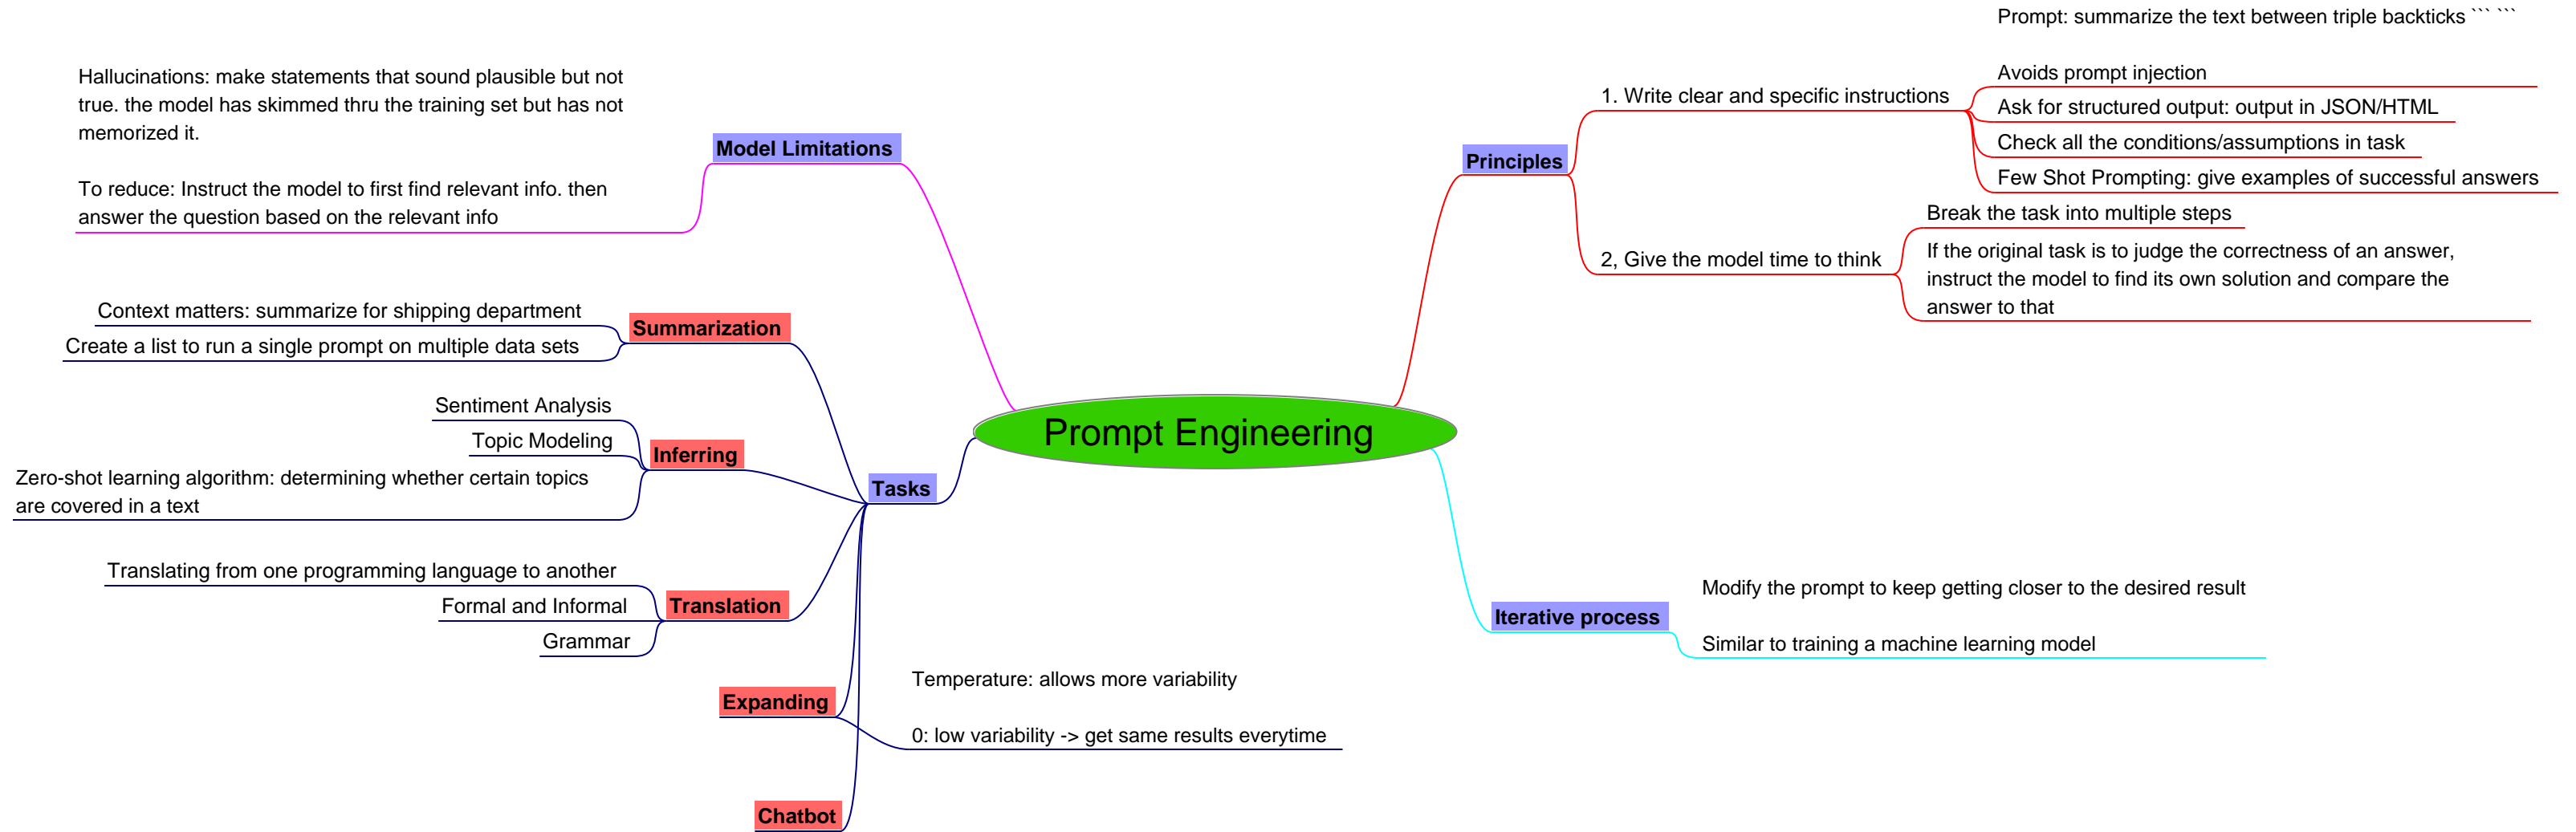 Prompt Engineering
Principles
1. Write clear and specific instructions
Prompt: summarize the text between triple backticks ``` ```
Avoids prompt injection
Ask for structured output: output in JSON/HTML
Check all the conditions/assumptions in task
Few Shot Prompting: give examples of successful answers
2, Give the model time to think
Break the task into multiple steps
If the original task is to judge the correctness of an answer,
instruct the model to find its own solution and compare the
answer to that
Iterative process
Modify the prompt to keep getting closer to the desired result
Similar to training a machine learning model
Model Limitations
Hallucinations: make statements that sound plausible but not
true. the model has skimmed thru the training set but has not
memorized it.
To reduce: Instruct the model to first find relevant info. then
answer the question based on the relevant info
Tasks
Summarization
Context matters: summarize for shipping department
Create a list to run a single prompt on multiple data sets
Inferring
Sentiment Analysis
Topic Modeling
Zero-shot learning algorithm: determining whether certain topics
are covered in a text
Translation
Translating from one programming language to another
Formal and Informal
Grammar
Expanding
Temperature: allows more variability
0: low variability -> get same results everytime
Chatbot